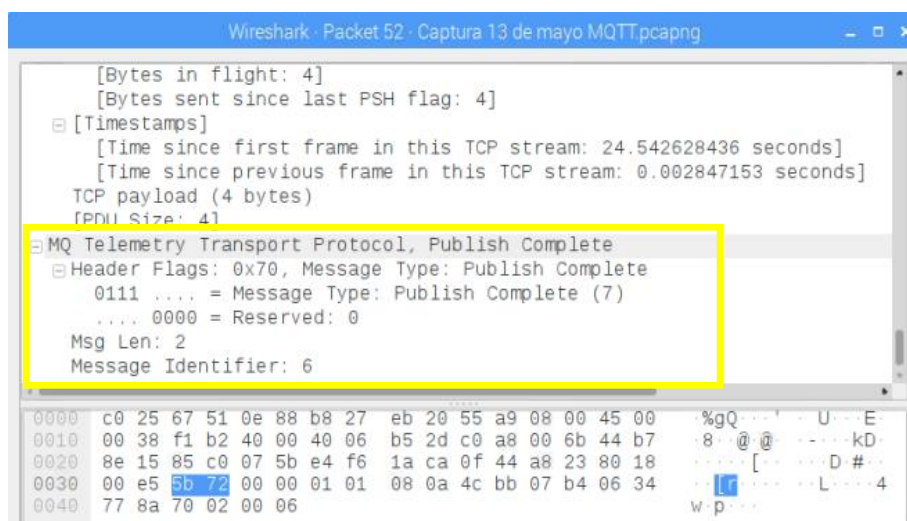 Wireshark · Packet 52 · Captura 13 de mayo MQTT.pcapng
[Bytes in flight: 4]
[Bytes sent since last PSH flag: 4]
[Timestamps]
[Time since first frame in this TCP stream: 24.542628436 seconds]
[Time since previous frame in this TCP stream: 0.002847153 seconds]
TCP payload (4 bytes)
[PDU Size: 4]
MQ Telemetry Transport Protocol, Publish Complete
Header Flags: 0x70, Message Type: Publish Complete
0111 .... = Message Type: Publish Complete (7)
.... 0000 = Reserved: 0
Msg Len: 2
Message Identifier: 6
0000 c0 25 67 51 0e 88 b8 27 eb 20 55 a9 08 00 45 00 ·%gQ···' · U···E·
0010 00 38 f1 b2 40 00 40 06 b5 2d c0 a8 00 6b 44 b7 ·8··@·@· ·-···kD·
0020 8e 15 85 c0 07 5b e4 f6 1a ca 0f 44 a8 23 80 18 ·····[·· ···D·#··
0030 00 e5 5b 72 00 00 01 01 08 0a 4c bb 07 b4 06 34 ··[r···· ··L····4
0040 77 8a 70 02 00 06 w·p···